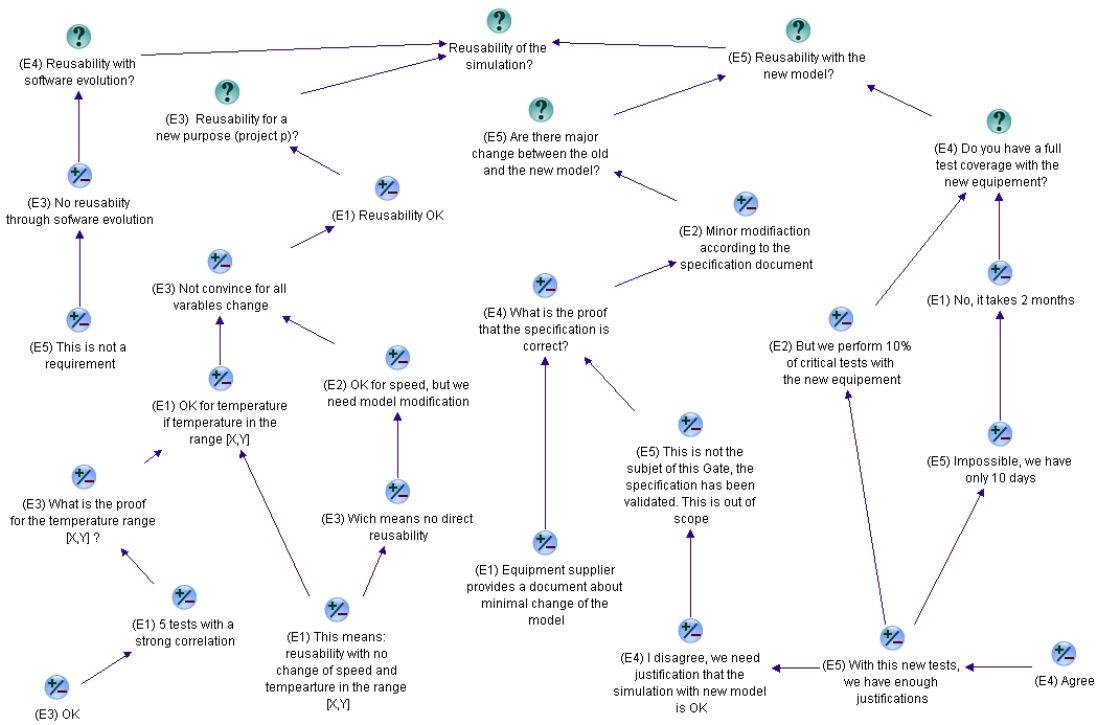 Reusability of the
simulation?
(E4) Reusability with
software evolution?
(E5) Reusability with the
new model?
(E3)  Reusability for a
new purpose (project p)?
(E5) Are there major
change between the old
and the new model?
(E4) Do you have a full
test coverage with the
new equipement?
(E3) No reusabiity
through sofware evolution
(E1) Reusability OK
(E2) Minor modifiaction
according to the
specification document
(E3) Not convince for all
varables change
(E4) What is the proof
that the specification is
correct?
(E1) No, it takes 2 months
(E5) This is not a
requirement
(E2) But we perform 10%
of critical tests with
the new equipement
(E2) OK for speed, but we
need model modification
(E1) OK for temperature
if temperature in the
range [X,Y]
(E5) This is not the
subjet of this Gate, the
specification has been
validated. This is out of
scope
(E5) Impossible, we have
only 10 days
(E3) What is the proof
for the temperature range
[X,Y] ?
(E3) Wich means no direct
reusability
(E1) Equipment supplier
provides a document about
minimal change of the
model
(E1) 5 tests with a
strong correlation
(E1) This means:
reusability with no
change of speed and
tempearture in the range
[X,Y]
(E4) I disagree, we need
justification that the
simulation with new model
is OK
(E5) With this new tests,
we have enough
justifications
(E4) Agree
(E3) OK